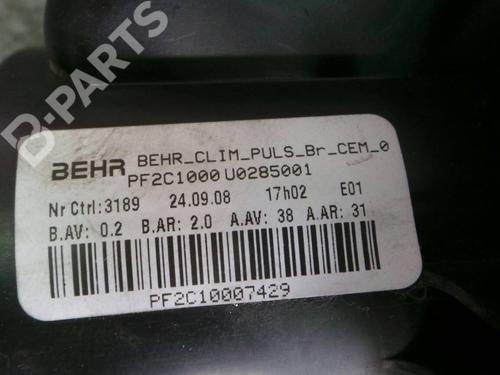 D-PARTS
BEHR BEHR_CLIM_PULS_Br_CEM_0
PF2C1000 U0285001
Nr Ctrl:3189 24.09.08 17h02 E01
B.AV: 0.2 B.AR: 2.0 A.AV: 38 A.AR: 31
PF2C10007429